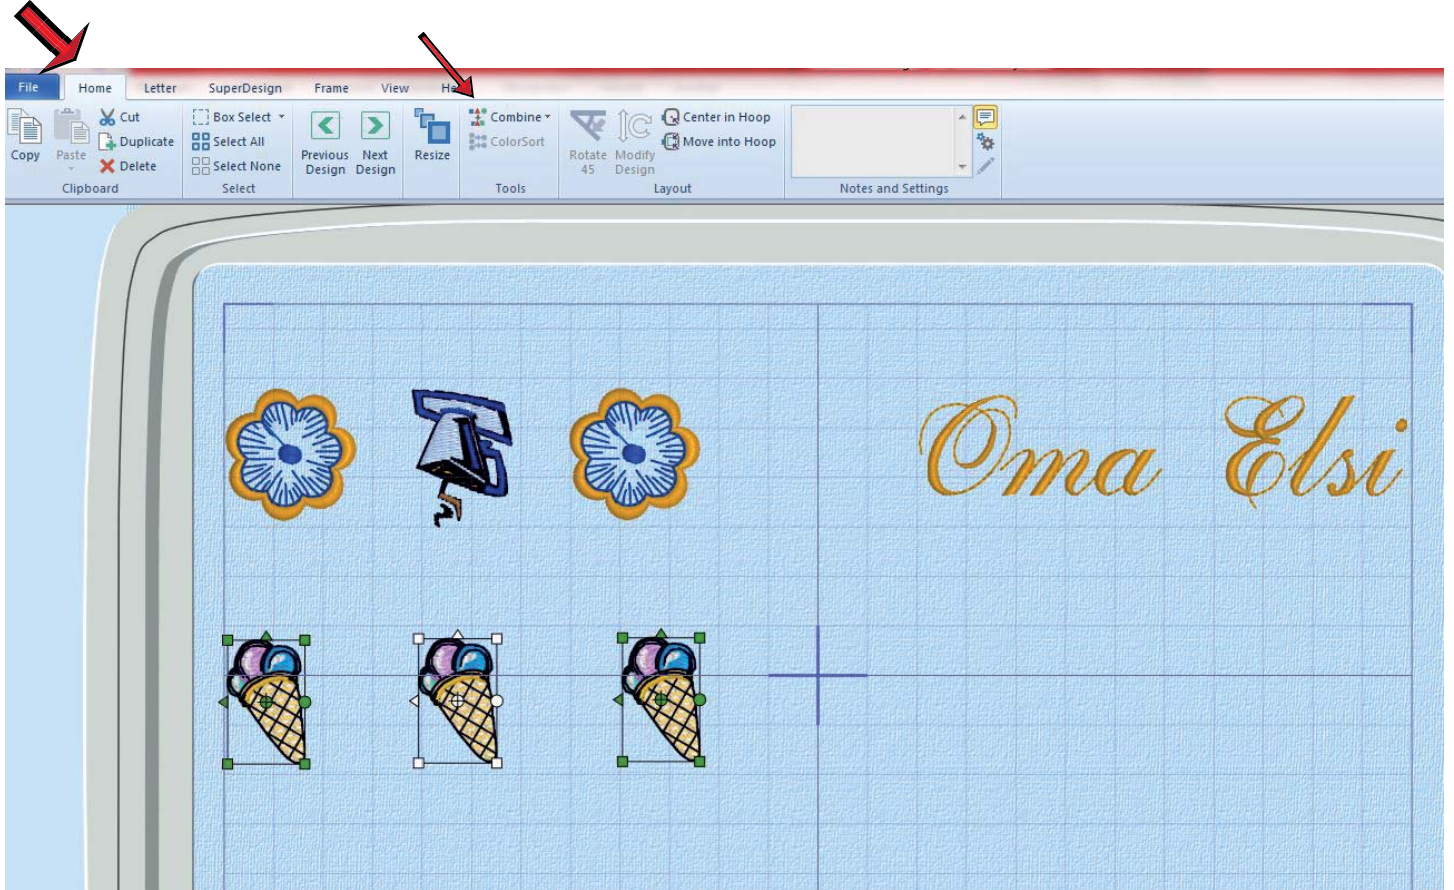 File Home Letter SuperDesign Frame View
Copy
Paste
Cut
Duplicate
Delete
Clipboard
Box Select
Select All
Select None
Select
Previous
Design
Next
Design
Resize
Combine
ColorSort
Tools
Rotate
45
Modify
Design
Center in Hoop
Move into Hoop
Layout
Notes and Settings
Oma Elsi